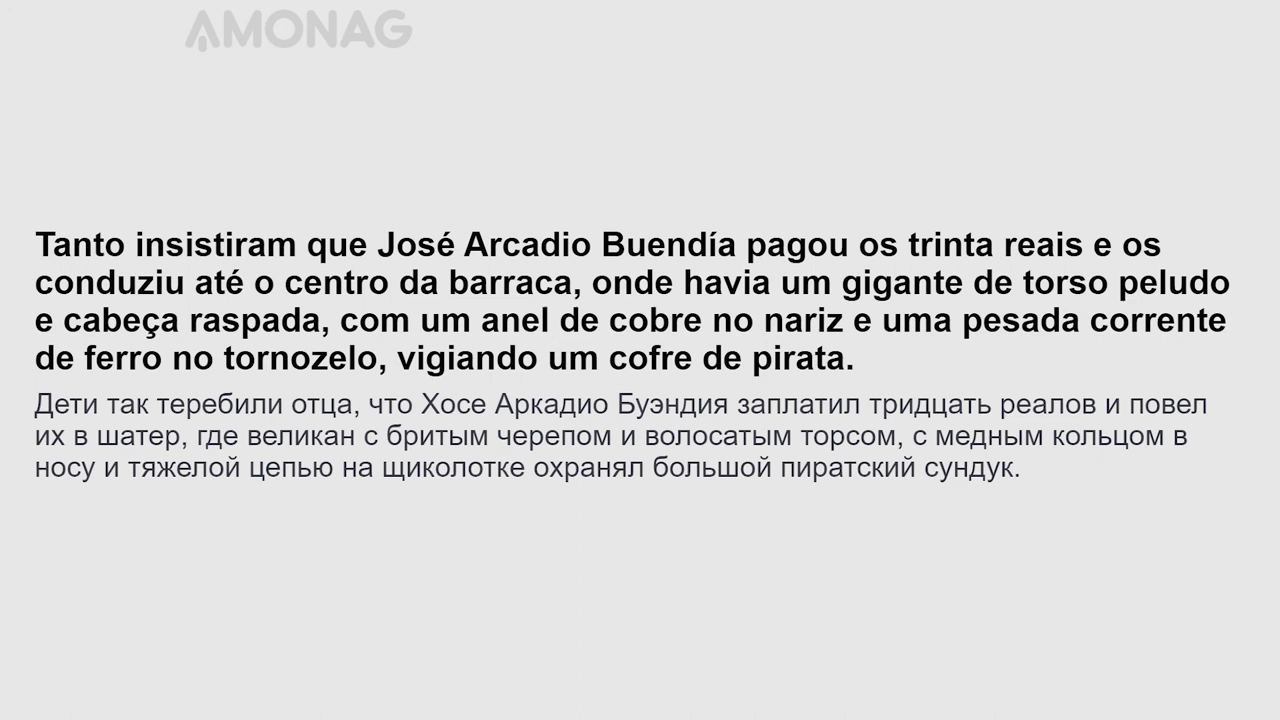 AMONAG
Tanto insistiram que José Arcadio Buendía pagou os trinta reais e os
conduziu até o centro da barraca, onde havia um gigante de torso peludo
e cabeça raspada, com um anel de cobre no nariz e uma pesada corrente
de ferro no tornozelo, vigiando um cofre de pirata.
Дети так теребили отца, что Хосе Аркадио Буэндия заплатил тридцать реалов и повел
их в шатер, где великан с бритым черепом и волосатым торсом, с медным кольцом в
носу и тяжелой цепью на щиколотке охранял большой пиратский сундук.